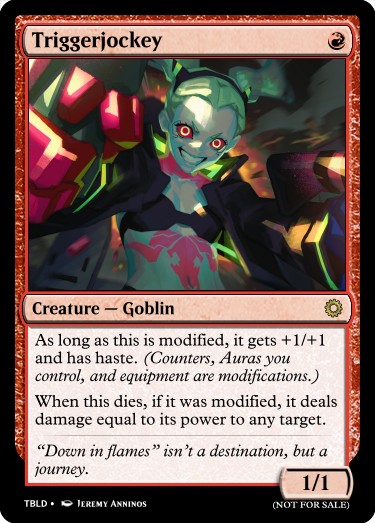 Triggerjockey
Creature — Goblin
As long as this is modified, it gets +1/+1
and has haste. (Counters, Auras you
control, and equipment are modifications.)
When this dies, if it was modified, it deals
damage equal to its power to any target.
“Down in flames” isn’t a destination, but a
journey.
1/1
TBLD • Jeremy Anninos
(NOT FOR SALE)